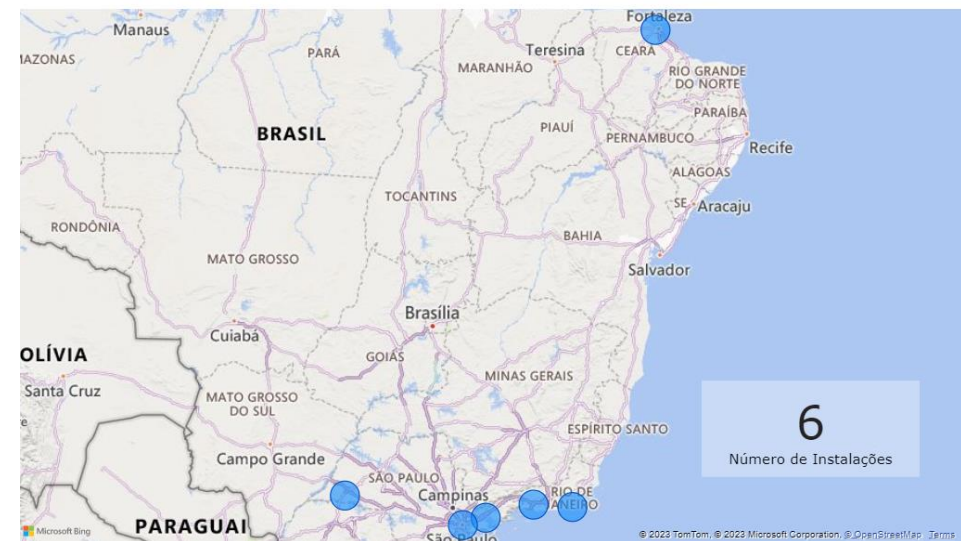 Fortaleza
Manaus
Teresina
CEARÁ
PARÁ
AZONAS
MARANHÃO
RIO GRANDE
DO NORTE
PARAÍBA
BRASIL
PIAUÍ
PERNAMBUCO
Recife
ALAGOAS
TOCANTINS
SE
Aracaju
RONDÔNIA
BAHIA
MATO GROSSO
Salvador
Brasília
Cuiabá
OLÍVIA
GOIÁS
MINAS GERAIS
Santa Cruz
MATO GROSSO
DO SUL
6
Número de Instalações
ESPÍRITO SANTO
Campo Grande
SÃO PAULO
Campinas
RIO DE
JANEIRO
PARAGUAI
São Paulo
Microsoft Bing
© 2023 TomTom, © 2023 Microsoft Corporation, © OpenStreetMap Terms